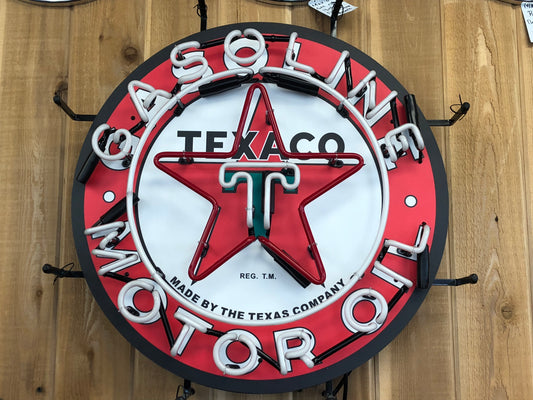 GASOLINE
TEXACO
T
REG. T.M.
MADE BY THE TEXAS COMPANY
MOTOR OIL